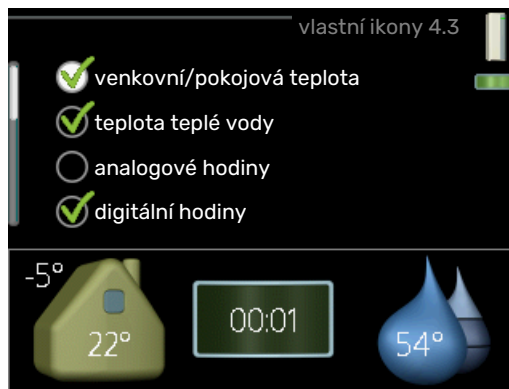 vlastní ikony 4.3
venkovní/pokojová teplota
teplota teplé vody
analogové hodiny
digitální hodiny
-5°
22°
00:01
54°